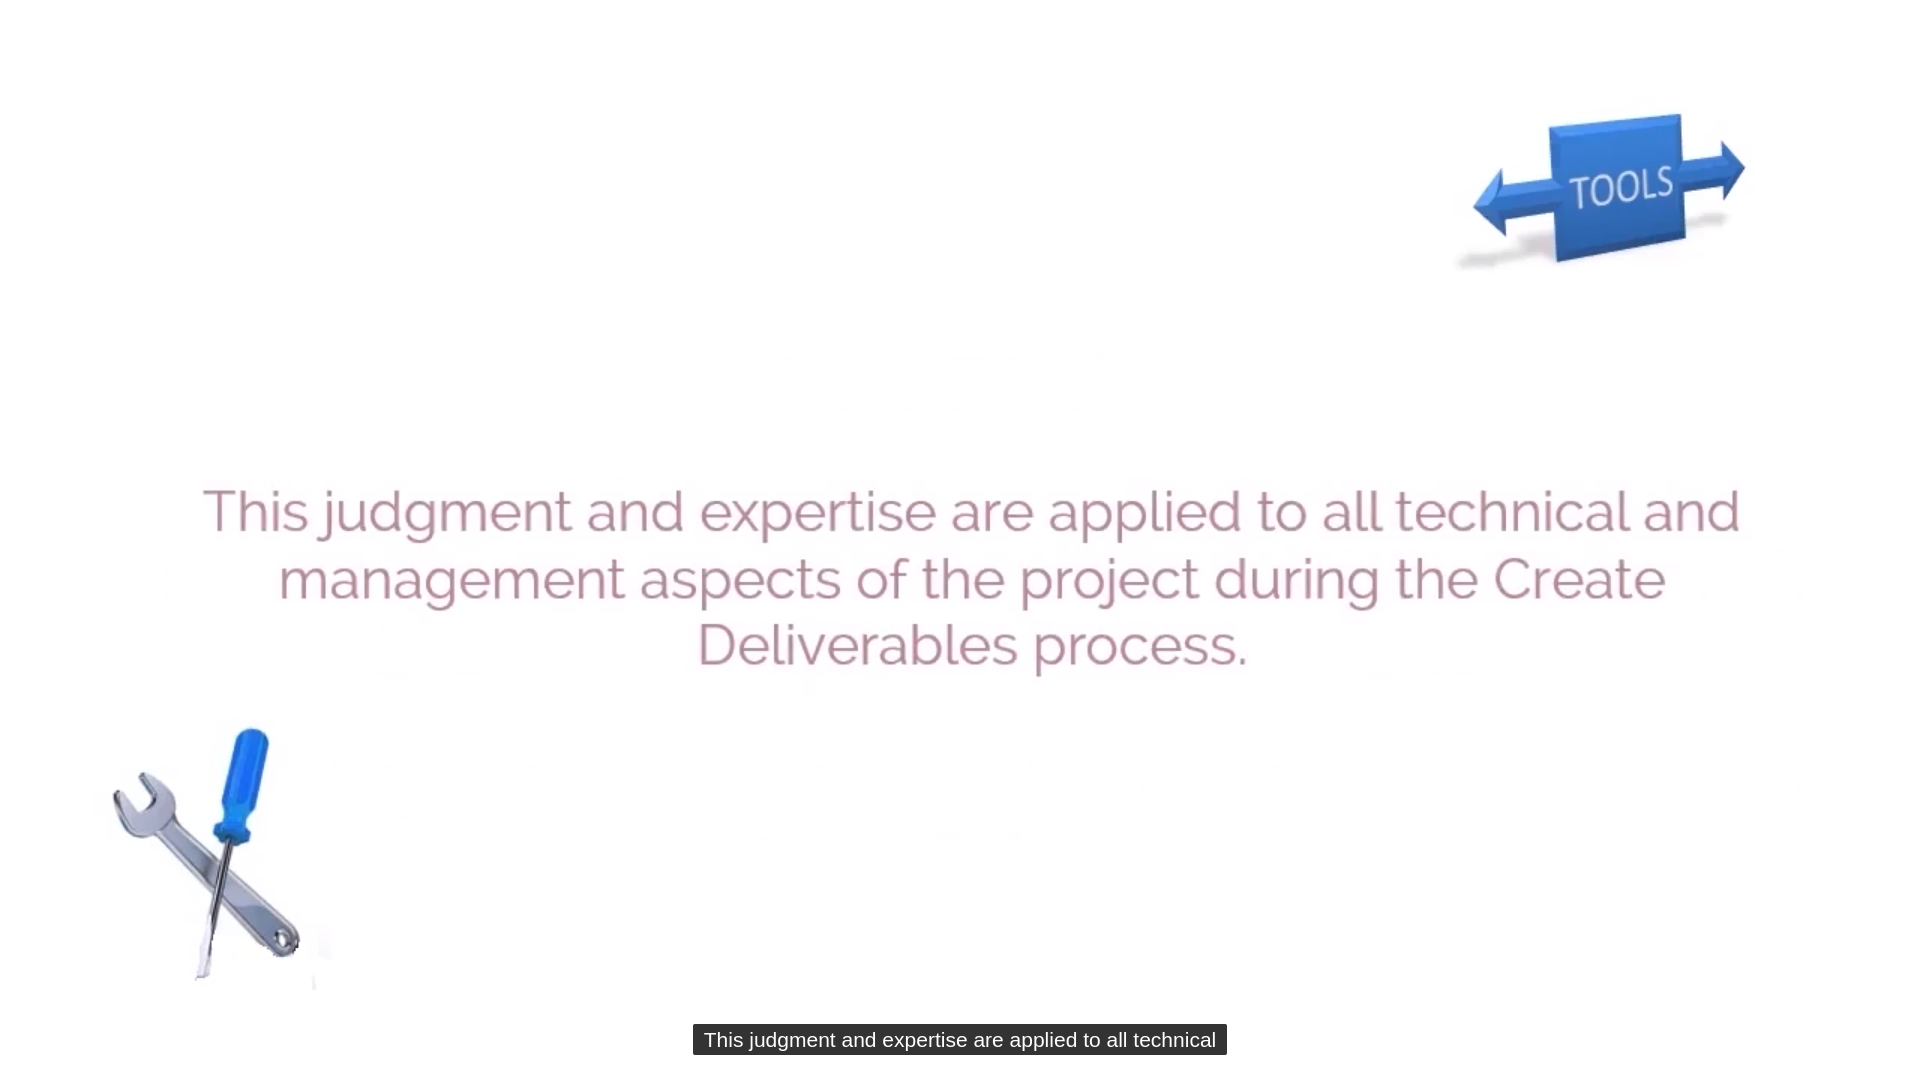 TOOLS
This judgment and expertise are applied to all technical and
management aspects of the project during the Create
Deliverables process.
This judgment and expertise are applied to all technical